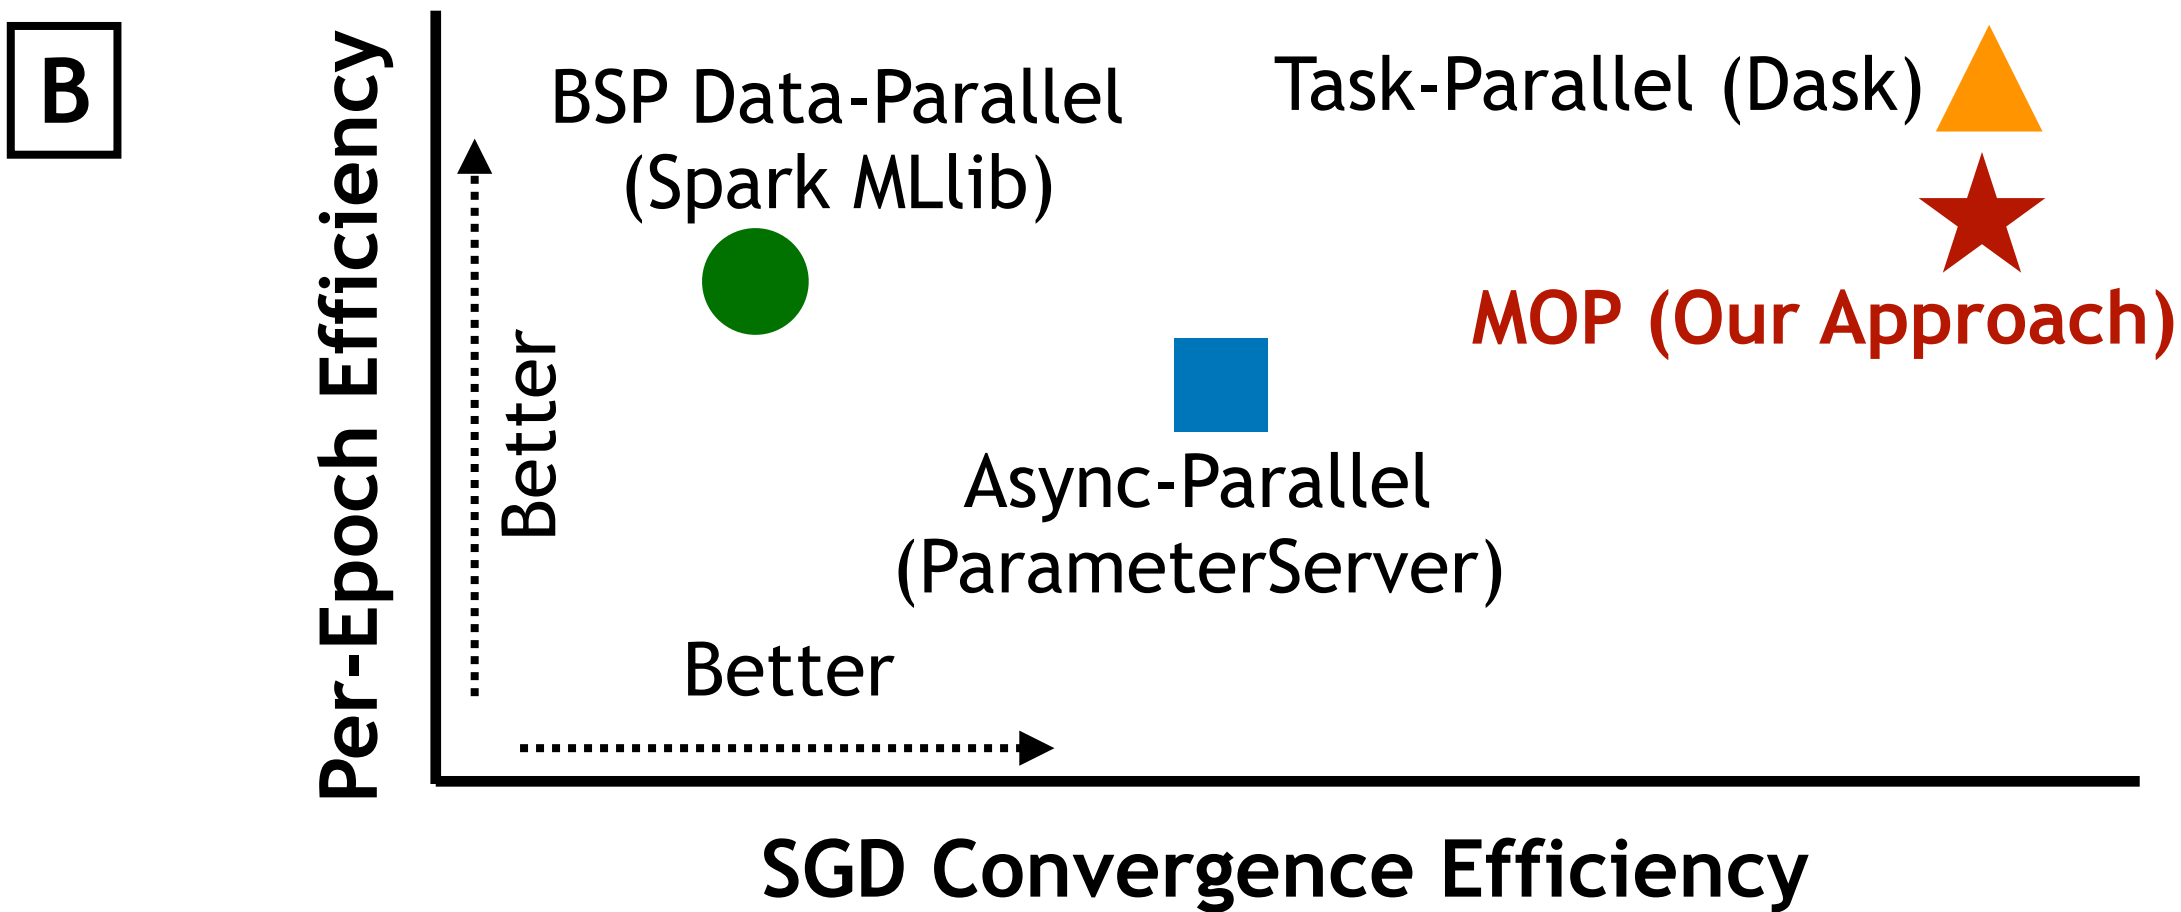 B
Per-Epoch Efficiency
BSP Data-Parallel
(Spark MLlib)
Task-Parallel (Dask)
MOP (Our Approach)
Better
Async-Parallel
(ParameterServer)
Better
SGD Convergence Efficiency